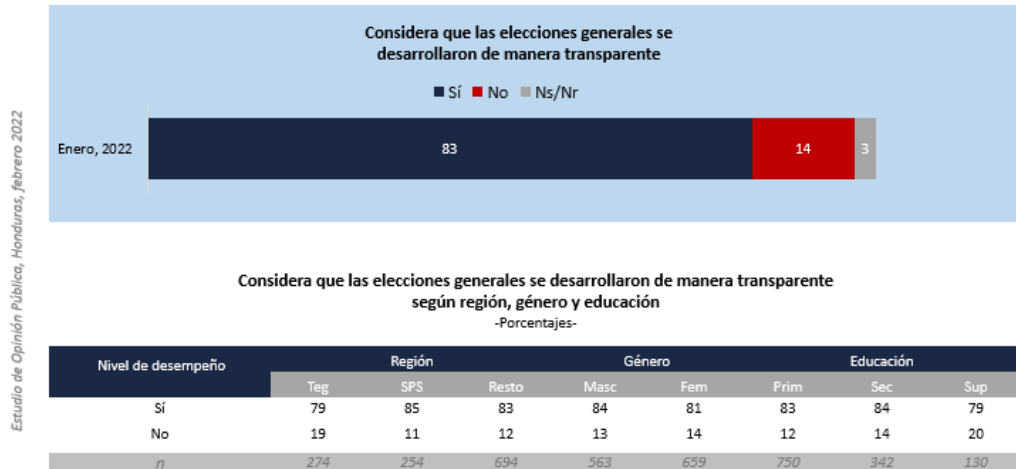 Considera que las elecciones generales se
desarrollaron de manera transparente
Sí No Ns/Nr
Enero, 2022 83 14 3
Estudio de Opinión Pública, Honduras, febrero 2022
Considera que las elecciones generales se desarrollaron de manera transparente
según región, género y educación
-Porcentajes-
Nivel de desempeño Región Género Educación
Teg SPS Resto Masc Fem Prim Sec Sup
Sí 79 85 83 84 81 83 84 79
No 19 11 12 13 14 12 14 20
n 274 254 694 563 659 750 342 130